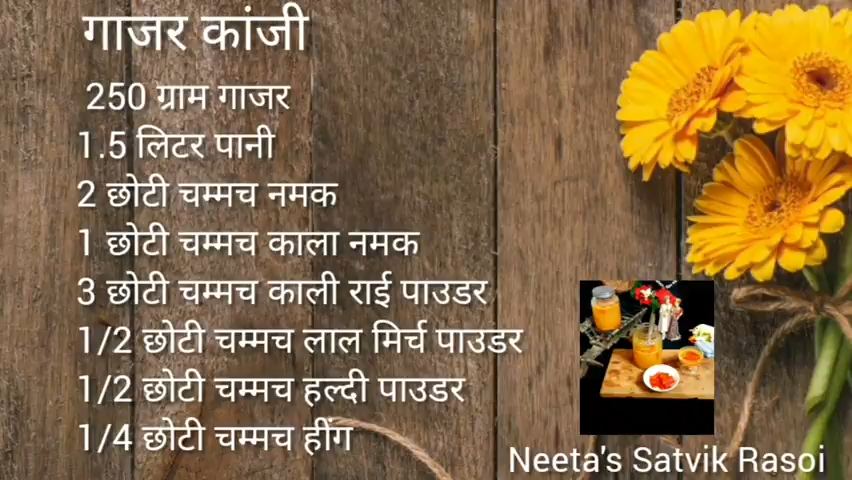 गाजर कांजी
250 ग्राम गाजर
1.5 लिटर पानी
2 छोटी चम्मच नमक
1 छोटी चम्मच काला नमक
3 छोटी चम्मच काली राई पाउडर
1/2 छोटी चम्मच लाल मिर्च पाउडर
1/2 छोटी चम्मच हल्दी पाउडर
1/4 छोटी चम्मच हींग
Neeta's Satvik Rasoi